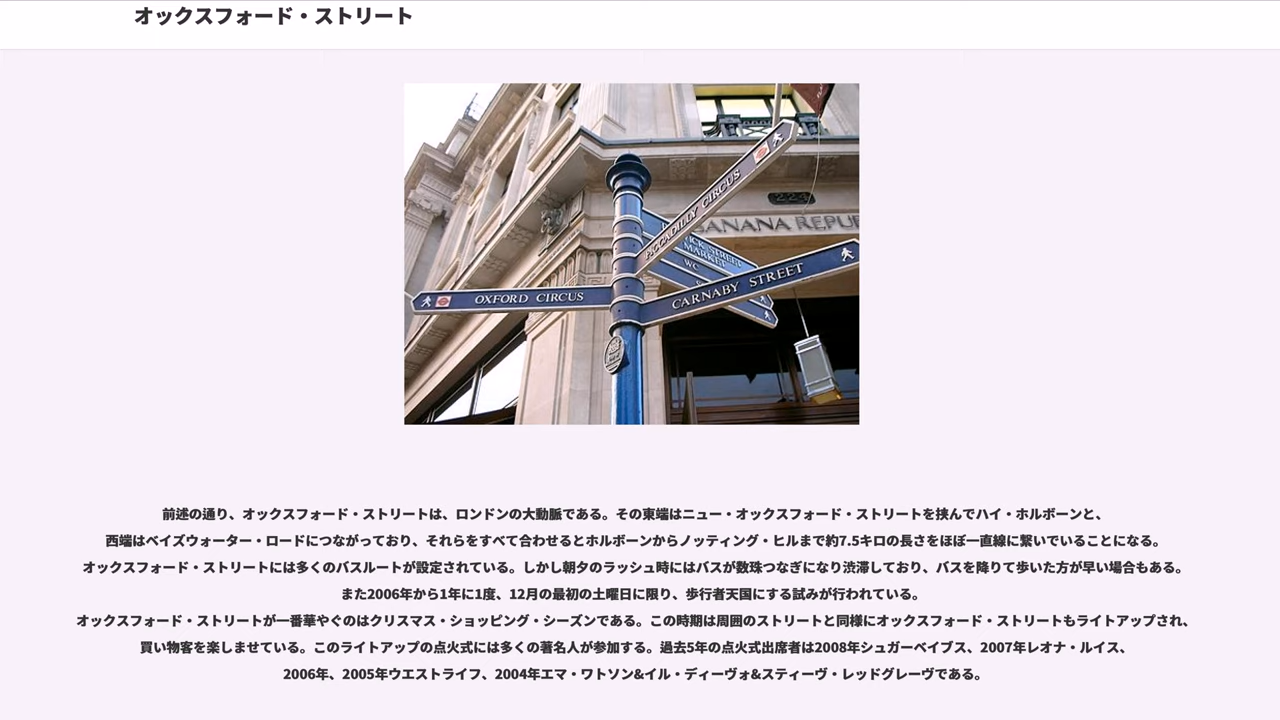 オックスフォード・ストリート
PICCADILLY CIRCUS
224
BANANA REPU
MARKET
WC
OXFORD CIRCUS
CARNABY STREET
前述の通り、オックスフォード・ストリートは、ロンドンの大動脈である。その東端はニュー・オックスフォード・ストリートを挟んでハイ・ホルボーンと、
西端はベイズウォーター・ロードにつながっており、それらをすべて合わせるとホルボーンからノッティング・ヒルまで約7.5キロの長さをほぼ一直線に繋いでいることになる。
オックスフォード・ストリートには多くのバスルートが設定されている。しかし朝夕のラッシュ時にはバスが数珠つなぎになり渋滞しており、バスを降りて歩いた方が早い場合もある。
また2006年から1年に1度、12月の最初の土曜日に限り、歩行者天国にする試みが行われている。
オックスフォード・ストリートが一番華やぐのはクリスマス・ショッピング・シーズンである。この時期は周囲のストリートと同様にオックスフォード・ストリートもライトアップされ、
買い物客を楽しませている。このライトアップの点火式には多くの著名人が参加する。過去5年の点火式出席者は2008年シュガーベイブス、2007年レオナ・ルイス、
2006年、2005年ウエストライフ、2004年エマ・ワトソン&イル・ディーヴォ&スティーヴ・レッドグレーヴである。